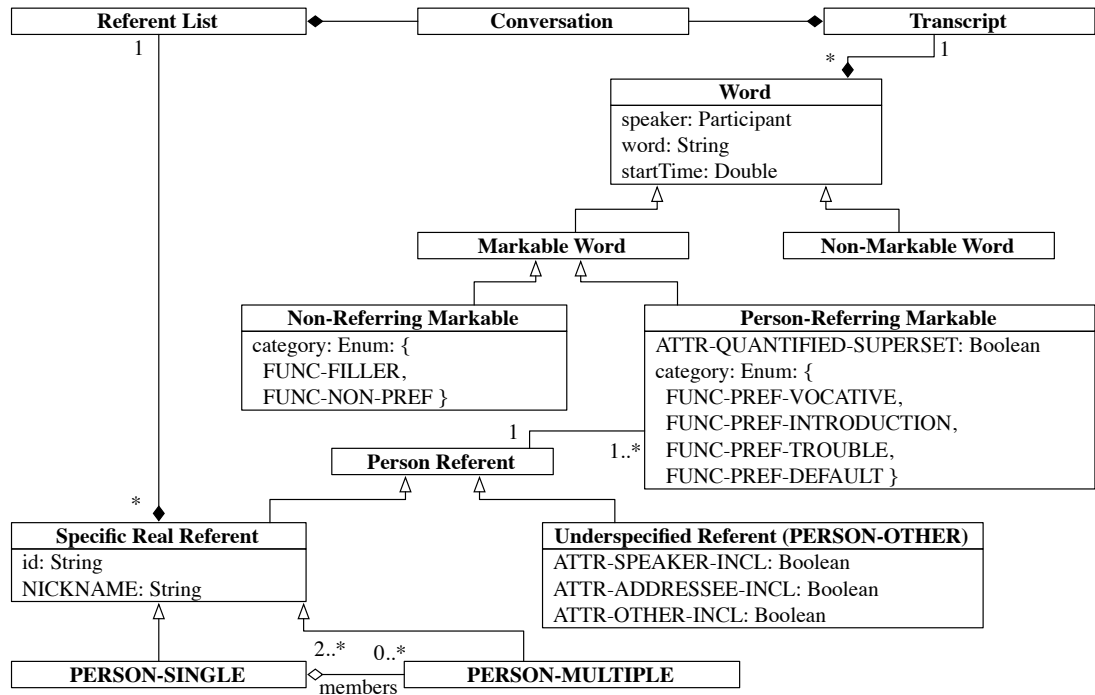 Referent List
Conversation
Transcript
1
1
*
Word
speaker: Participant
word: String
startTime: Double
Markable Word
Non-Markable Word
Non-Referring Markable
category: Enum: {
FUNC-FILLER,
FUNC-NON-PREF }
Person-Referring Markable
ATTR-QUANTIFIED-SUPERSET: Boolean
category: Enum: {
FUNC-PREF-VOCATIVE,
FUNC-PREF-INTRODUCTION,
FUNC-PREF-TROUBLE,
FUNC-PREF-DEFAULT }
1
1..*
Person Referent
*
Specific Real Referent
id: String
NICKNAME: String
Underspecified Referent (PERSON-OTHER)
ATTR-SPEAKER-INCL: Boolean
ATTR-ADDRESSEE-INCL: Boolean
ATTR-OTHER-INCL: Boolean
2..*
0..*
PERSON-SINGLE
members
PERSON-MULTIPLE